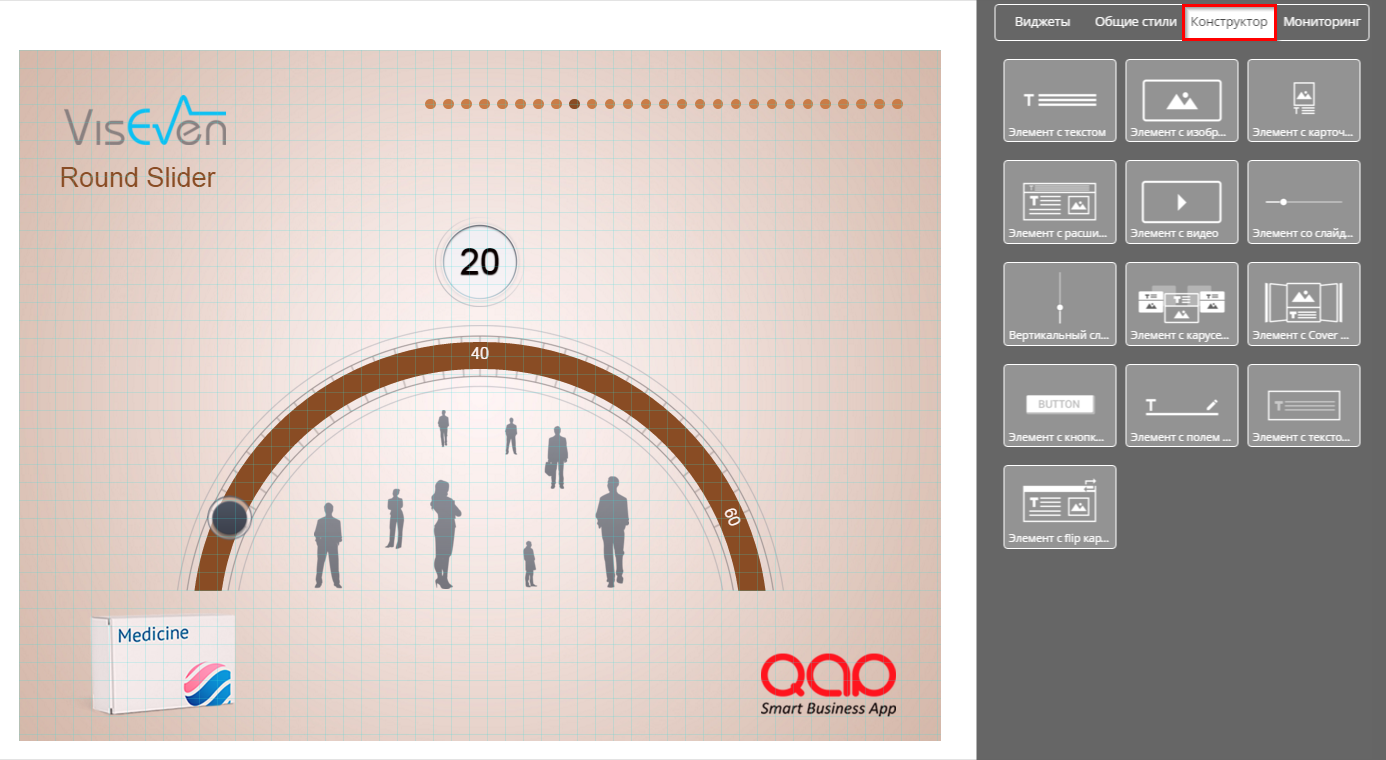 Виджеты Общие стили Конструктор Мониторинг
VisEven
Round Slider
20
40
60
Medicine
QAP
Smart Business App
Элемент с текстом
Элемент с изобр...
Элемент с карточ...
Элемент с расши...
Элемент с видео
Элемент со слайд...
Вертикальный сл...
Элемент с карусе...
Элемент с Cover ...
BUTTON
Элемент с кнопк...
Элемент с полем ...
Элемент с тексто...
Элемент с flip кар...